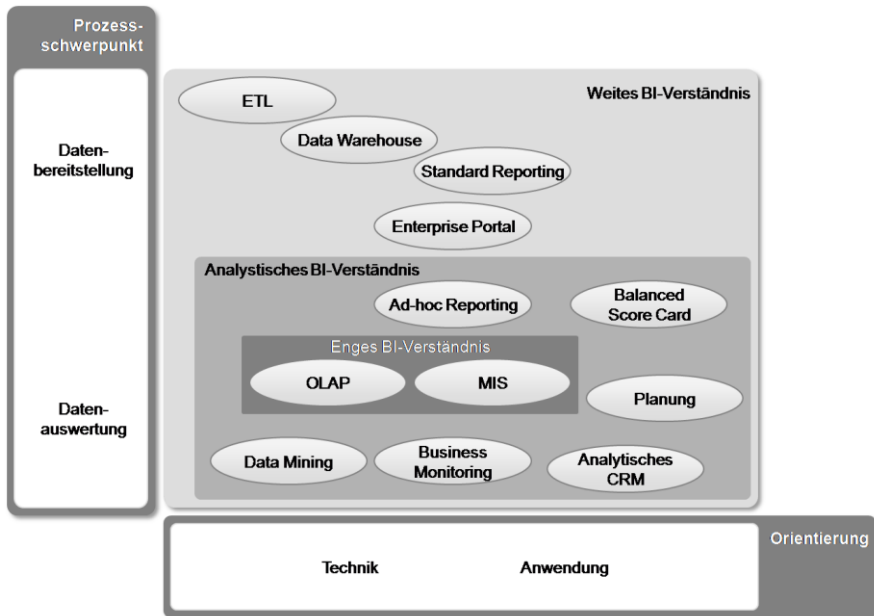 Prozess-
schwerpunkt
Daten-
bereitstellung
Daten-
auswertung
Weites BI-Verständnis
ETL
Data Warehouse
Standard Reporting
Enterprise Portal
Analystisches BI-Verständnis
Ad-hoc Reporting
Balanced
Score Card
Enges BI-Verständnis
OLAP
MIS
Planung
Data Mining
Business
Monitoring
Analytisches
CRM
Technik
Anwendung
Orientierung